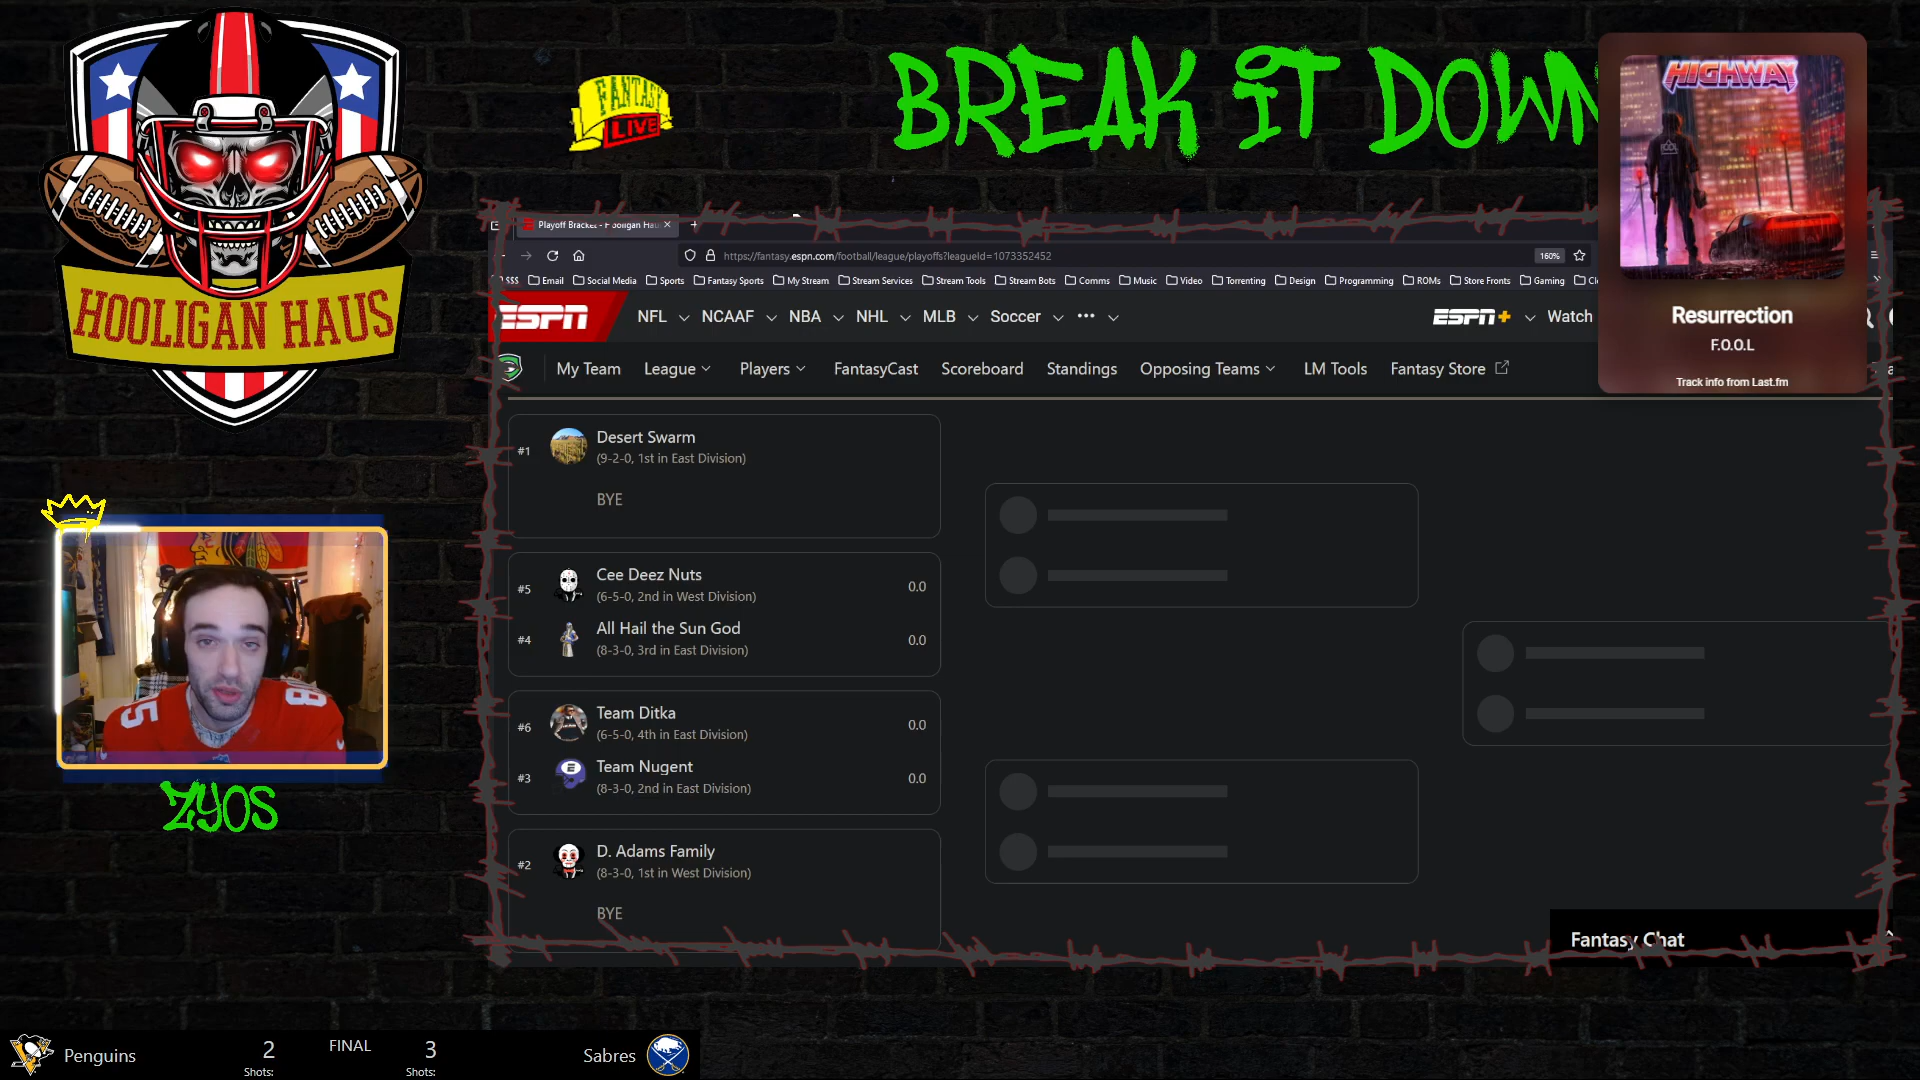 HOOLIGAN HAUS
FANTASY
LIVE
BREAK IT DOWN
HIGHWAY
Resurrection
F.O.O.L
Track info from Last.fm
https://fantasy.espn.com/football/league/playoffs?leagueId=1073352452
160%
Email
Social Media
Sports
Fantasy Sports
My Stream
Stream Services
Stream Tools
Stream Bots
Comms
Music
Video
Torrenting
Design
Programming
ROMs
Store Fronts
Gaming
ESPN
NFL
NCAAF
NBA
NHL
MLB
Soccer
•••
ESPN+
Watch
My Team
League
Players
FantasyCast
Scoreboard
Standings
Opposing Teams
LM Tools
Fantasy Store
#1
Desert Swarm
(9-2-0, 1st in East Division)
BYE
#5
Cee Deez Nuts
(6-5-0, 2nd in West Division)
0.0
#4
All Hail the Sun God
(8-3-0, 3rd in East Division)
0.0
#6
Team Ditka
(6-5-0, 4th in East Division)
0.0
#3
Team Nugent
(8-3-0, 2nd in East Division)
0.0
#2
D. Adams Family
(8-3-0, 1st in West Division)
BYE
Fantasy Chat
85
ZYOS
Penguins
2
Shots:
FINAL
3
Shots:
Sabres